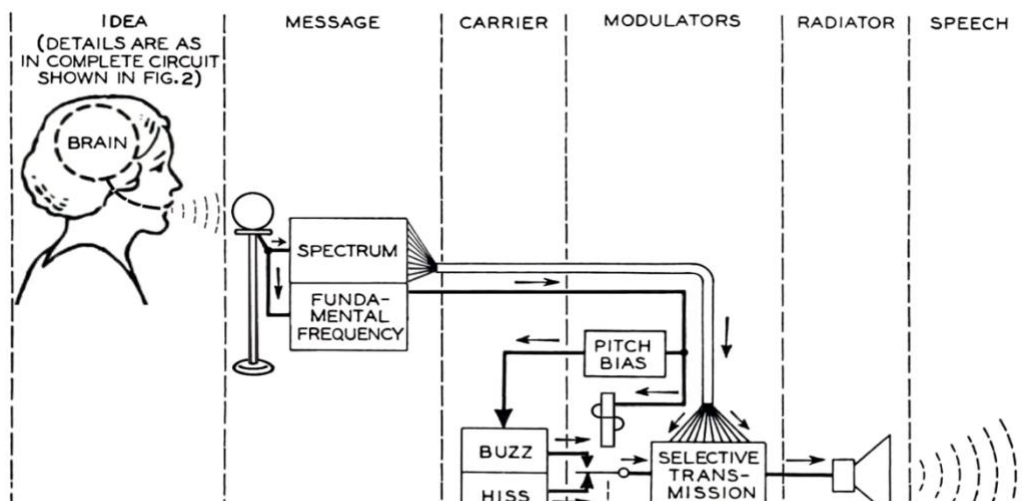 IDEA
(DETAILS ARE AS
IN COMPLETE CIRCUIT
SHOWN IN FIG.2)
MESSAGE
CARRIER
MODULATORS
RADIATOR
SPEECH
BRAIN
SPECTRUM
FUNDA-
MENTAL
FREQUENCY
PITCH
BIAS
BUZZ
HISS
SELECTIVE
TRANS-
MISSION